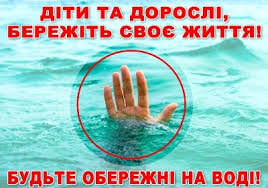 ДІТИ ТА ДОРОСЛІ,
БЕРЕЖІТЬ СВОЄ ЖИТТЯ!
БУДЬТЕ ОБЕРЕЖНІ НА ВОДІ!